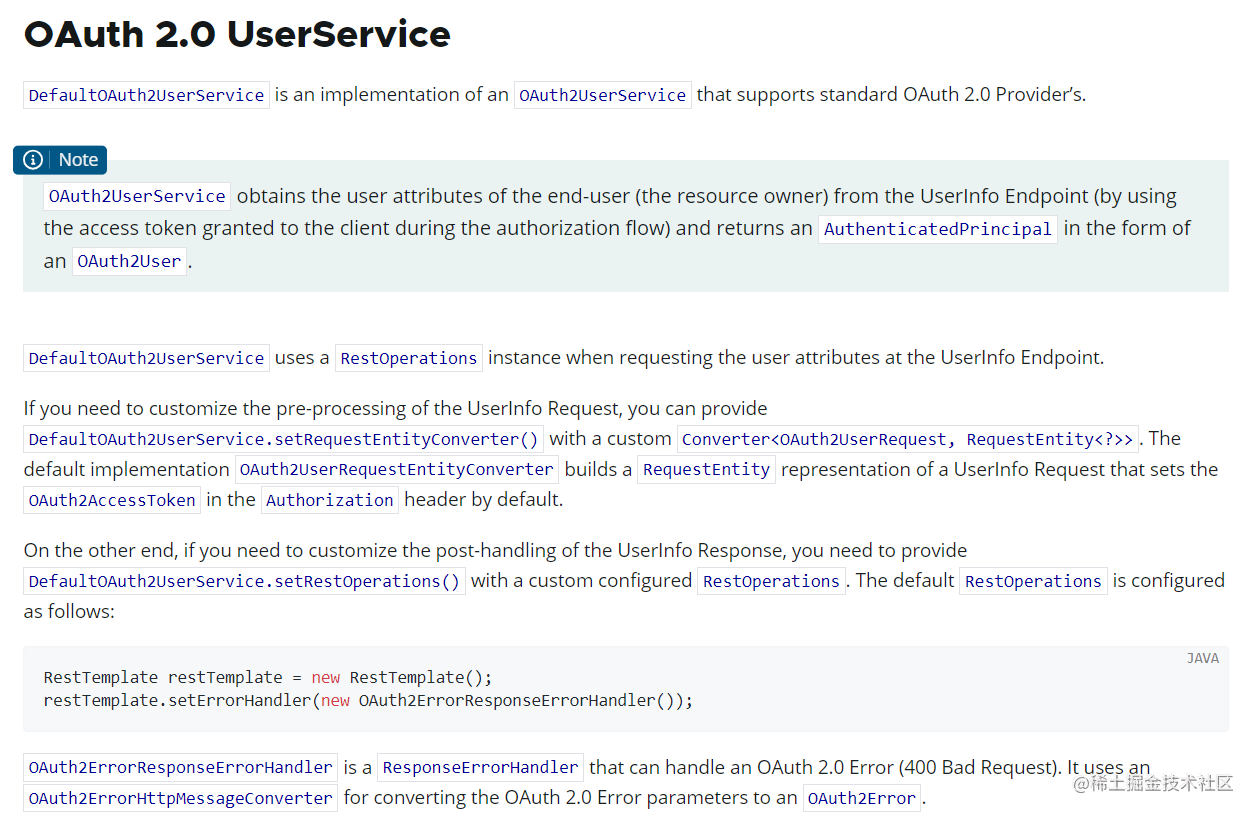 OAuth 2.0 UserService
DefaultOAuth2UserService is an implementation of an OAuth2UserService that supports standard OAuth 2.0 Provider’s.
Note
OAuth2UserService obtains the user attributes of the end-user (the resource owner) from the UserInfo Endpoint (by using
the access token granted to the client during the authorization flow) and returns an AuthenticatedPrincipal in the form of
an OAuth2User.
DefaultOAuth2UserService uses a RestOperations instance when requesting the user attributes at the UserInfo Endpoint.
If you need to customize the pre-processing of the UserInfo Request, you can provide
DefaultOAuth2UserService.setRequestEntityConverter() with a custom Converter<OAuth2UserRequest, RequestEntity<?>>. The
default implementation OAuth2UserRequestEntityConverter builds a RequestEntity representation of a UserInfo Request that sets the
OAuth2AccessToken in the Authorization header by default.
On the other end, if you need to customize the post-handling of the UserInfo Response, you need to provide
DefaultOAuth2UserService.setRestOperations() with a custom configured RestOperations. The default RestOperations is configured
as follows:
JAVA
RestTemplate restTemplate = new RestTemplate();
restTemplate.setErrorHandler(new OAuth2ErrorResponseErrorHandler());
OAuth2ErrorResponseErrorHandler is a ResponseErrorHandler that can handle an OAuth 2.0 Error (400 Bad Request). It uses an
OAuth2ErrorHttpMessageConverter for converting the OAuth 2.0 Error parameters to an OAuth2Error.
@稀土掘金技术社区